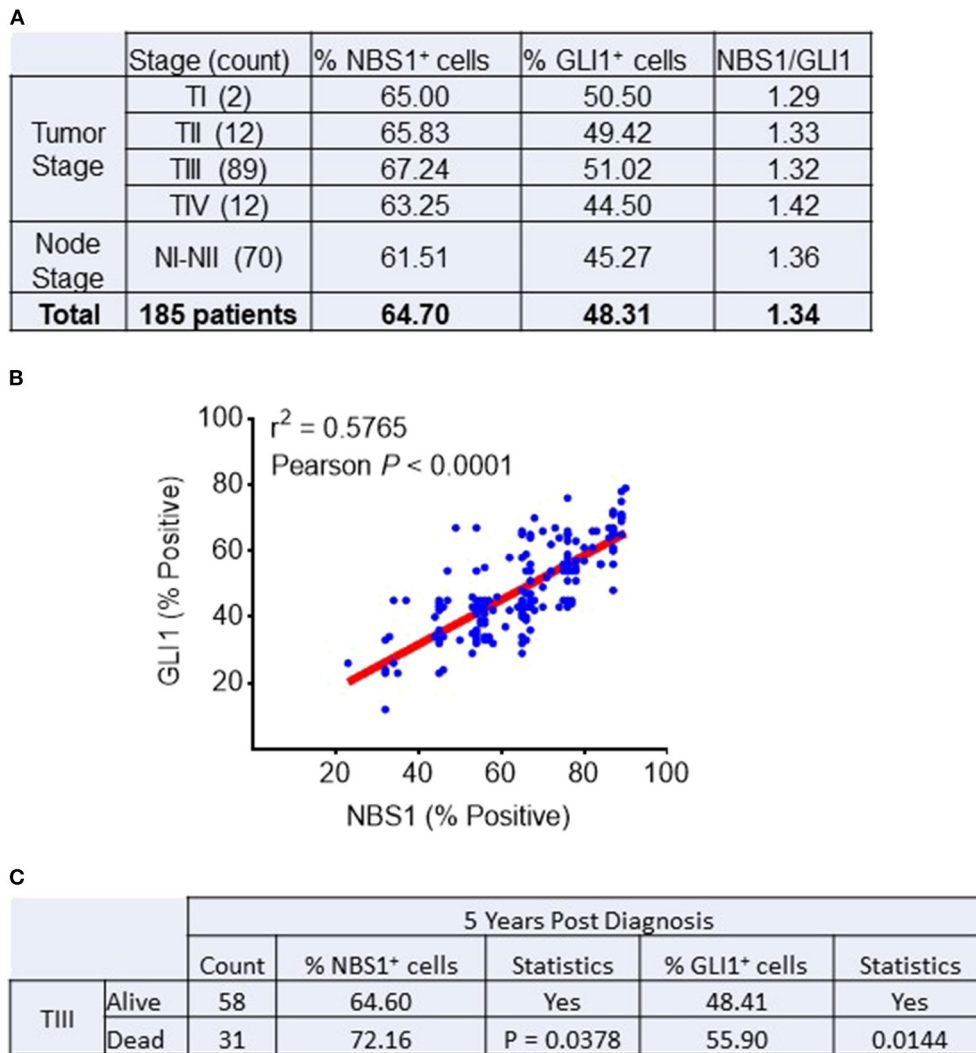 A
Stage (count) % NBS1⁺ cells % GLI1⁺ cells NBS1/GLI1
Tumor Stage
TI (2) 65.00 50.50 1.29
TII (12) 65.83 49.42 1.33
TIII (89) 67.24 51.02 1.32
TIV (12) 63.25 44.50 1.42
Node Stage
NI-NII (70) 61.51 45.27 1.36
Total 185 patients 64.70 48.31 1.34
B
r² = 0.5765
Pearson P < 0.0001
GLI1 (% Positive)
100
80
60
40
20
20 40 60 80 100
NBS1 (% Positive)
C
5 Years Post Diagnosis
Count % NBS1⁺ cells Statistics % GLI1⁺ cells Statistics
TIII
Alive 58 64.60 Yes 48.41 Yes
Dead 31 72.16 P = 0.0378 55.90 0.0144